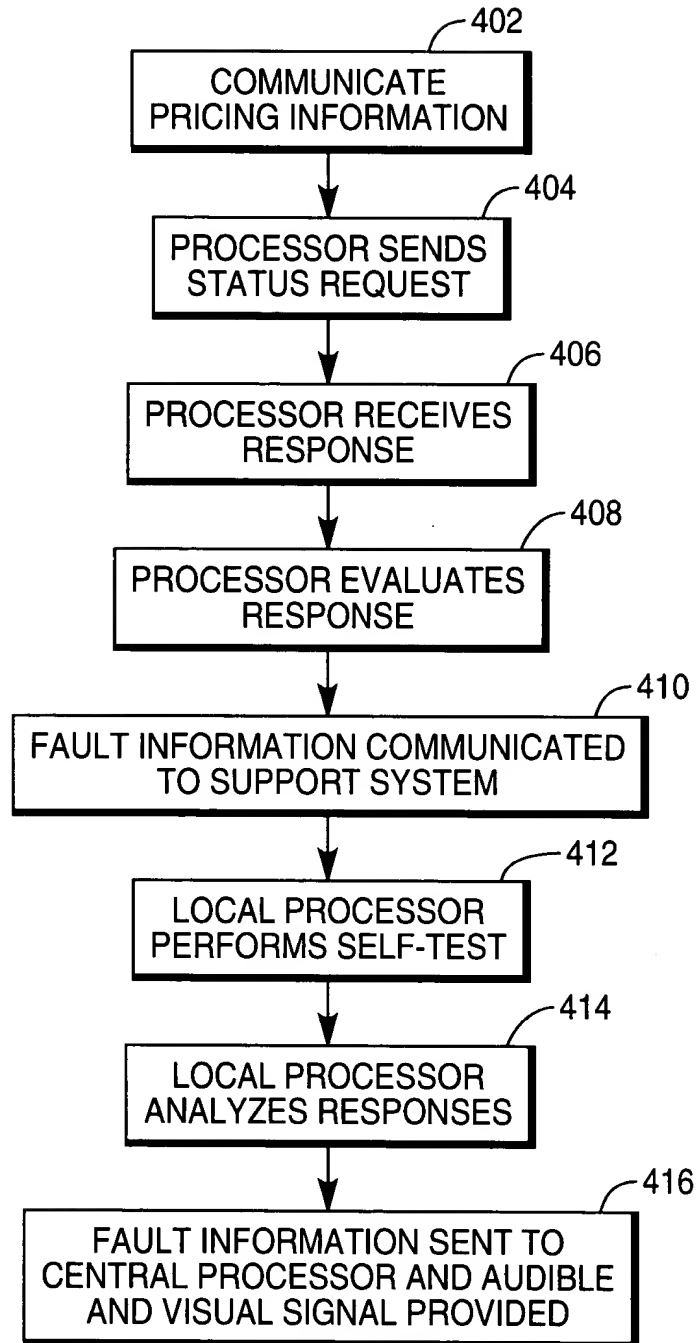 402
COMMUNICATE
PRICING INFORMATION
404
PROCESSOR SENDS
STATUS REQUEST
406
PROCESSOR RECEIVES
RESPONSE
408
PROCESSOR EVALUATES
RESPONSE
410
FAULT INFORMATION COMMUNICATED
TO SUPPORT SYSTEM
412
LOCAL PROCESSOR
PERFORMS SELF-TEST
414
LOCAL PROCESSOR
ANALYZES RESPONSES
416
FAULT INFORMATION SENT TO
CENTRAL PROCESSOR AND AUDIBLE
AND VISUAL SIGNAL PROVIDED